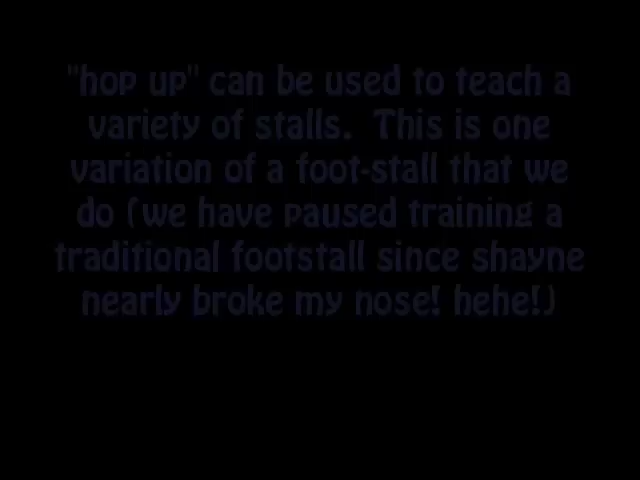 "hop up" can be used to teach a
variety of stalls.  This is one
variation of a foot-stall that we
do (we have paused training a
traditional footstall since shayne
nearly broke my nose! hehe!)